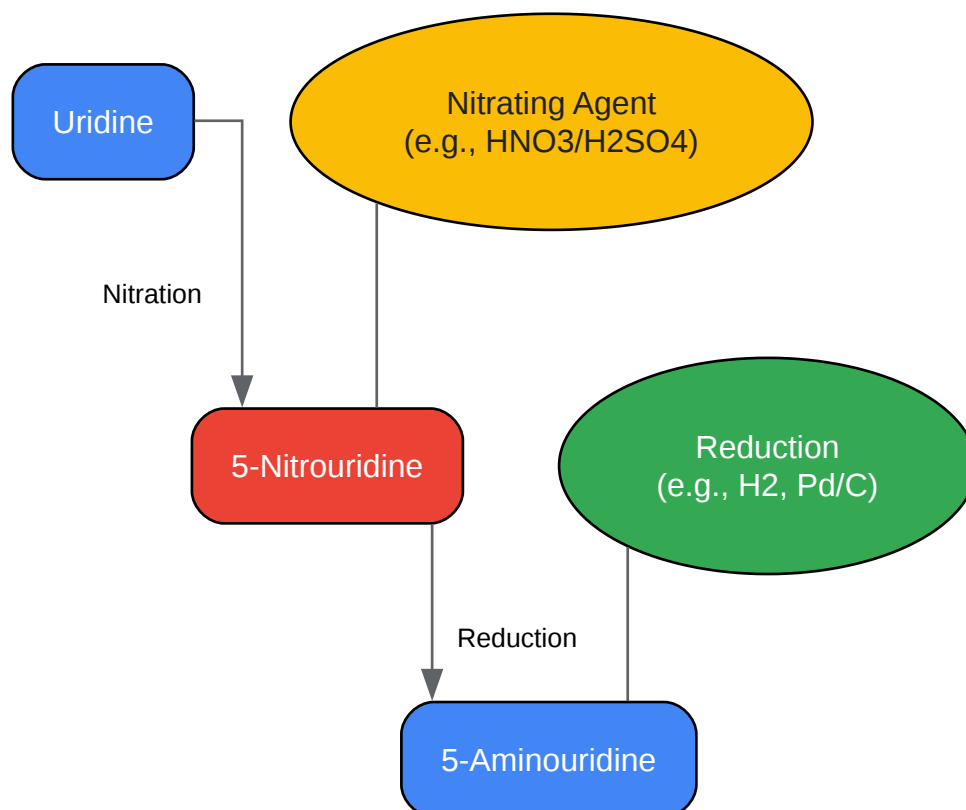 Uridine
Nitrating Agent
(e.g., HNO3/H2SO4)
Nitration
5-Nitrouridine
Reduction
(e.g., H2, Pd/C)
Reduction
5-Aminouridine